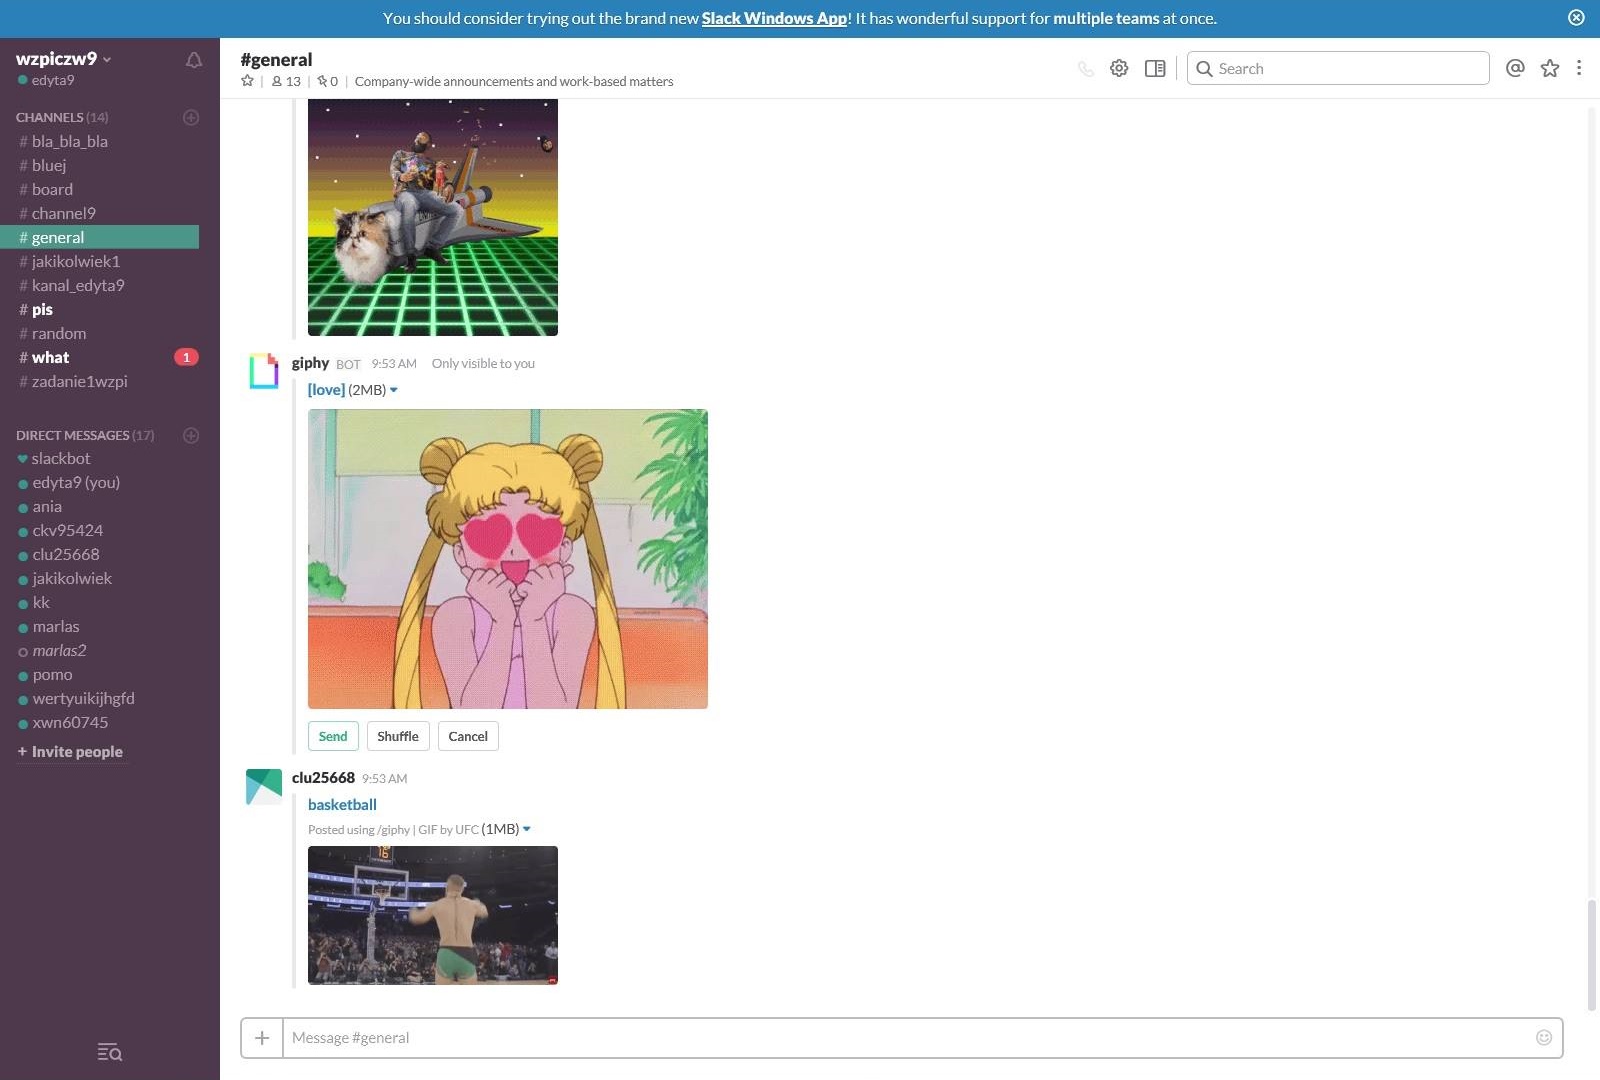 You should consider trying out the brand new Slack Windows App! It has wonderful support for multiple teams at once.
wzpiczw9
edyta9
CHANNELS (14)
# bla_bla_bla
# bluej
# board
# channel9
# general
# jakikolwiek1
# kanal_edyta9
# pis
# random
# what 1
# zadanie1wzpi
DIRECT MESSAGES (17)
slackbot
edyta9 (you)
ania
ckv95424
clu25668
jakikolwiek
kk
marlas
marlas2
pomo
wertyuikijhgfd
xwn60745
+ Invite people
#general
| 13 | 0 | Company-wide announcements and work-based matters
Search
giphy BOT 9:53 AM Only visible to you
[love] (2MB)
Send Shuffle Cancel
clu25668 9:53 AM
basketball
Posted using /giphy | GIF by UFC (1MB)
16
Message #general